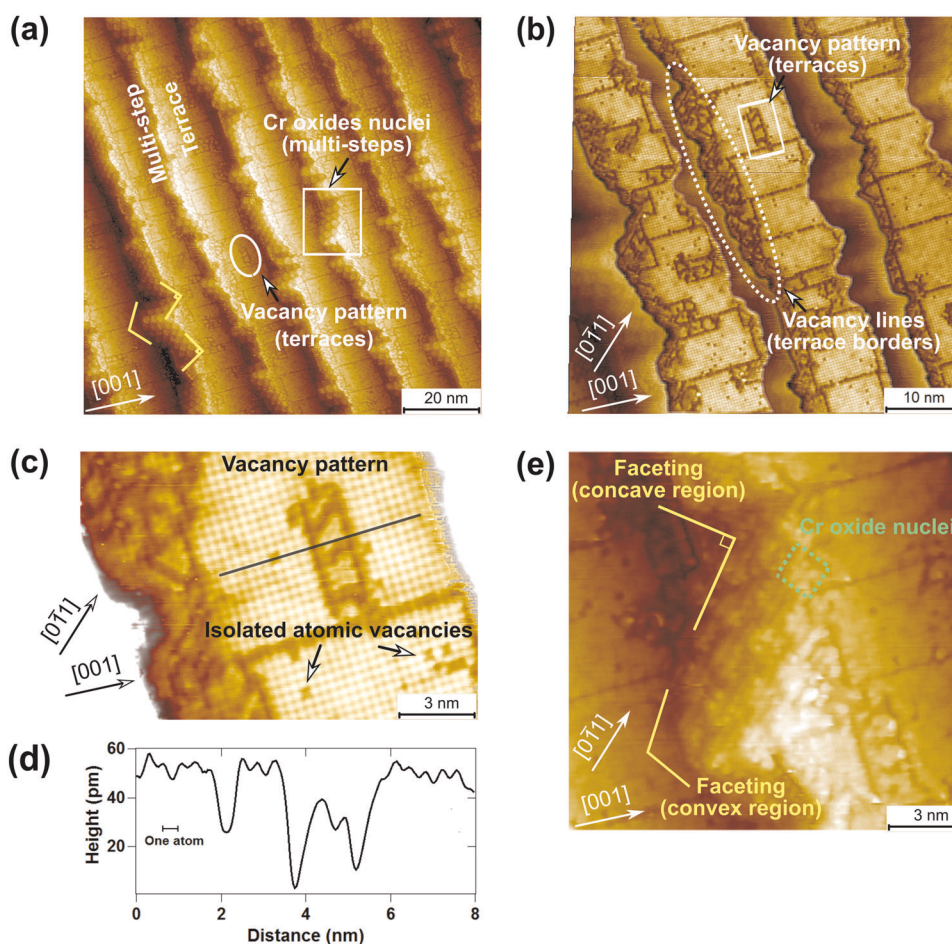 (a)
Multi-step
Terrace
Cr oxides nuclei
(multi-steps)
Vacancy pattern
(terraces)
[001]
20 nm
(b)
Vacancy pattern
(terraces)
Vacancy lines
(terrace borders)
[01̄1]
[001]
10 nm
(c)
Vacancy pattern
Isolated atomic vacancies
[01̄1]
[001]
3 nm
(d)
Height (pm)
60
40
20
One atom
0
2
4
6
8
Distance (nm)
(e)
Faceting
(concave region)
Cr oxide nuclei
[01̄1]
[001]
Faceting
(convex region)
3 nm